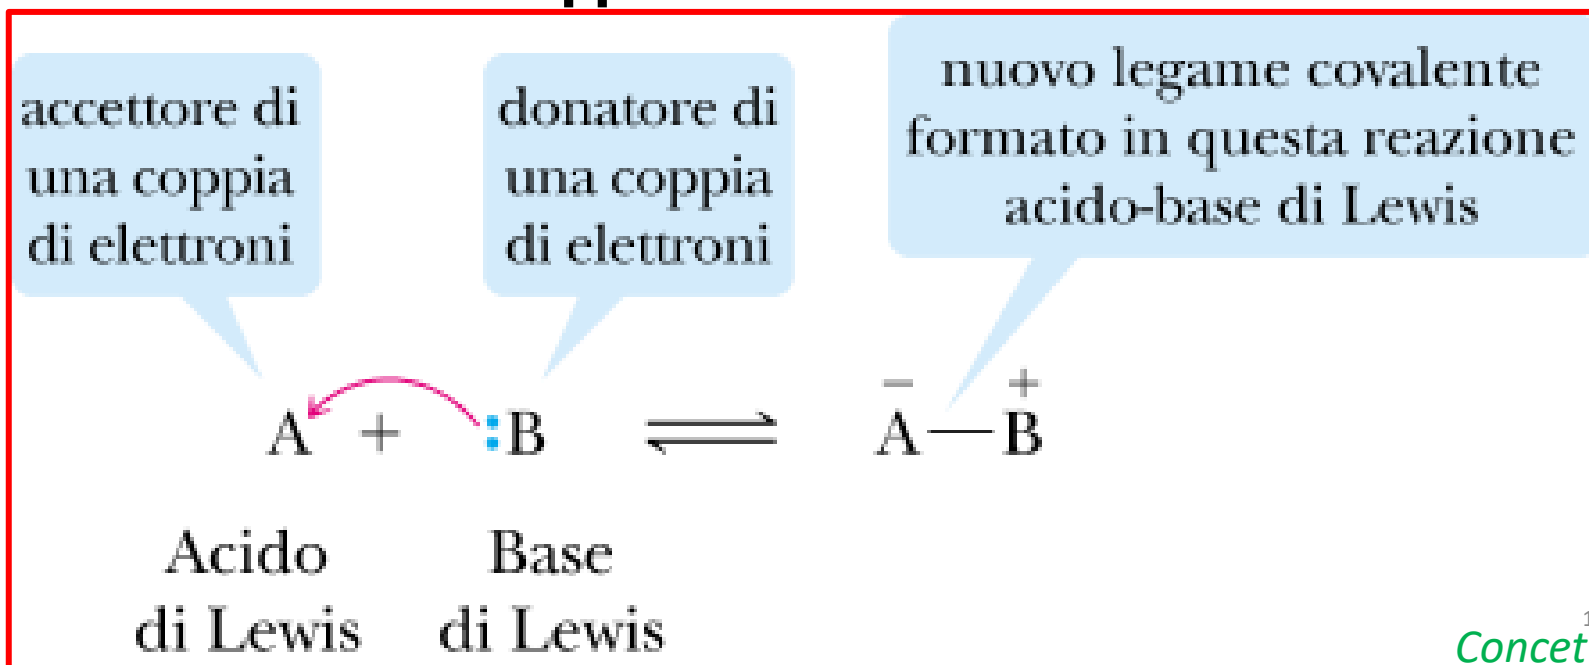 accettore di
una coppia
di elettroni
donatore di
una coppia
di elettroni
nuovo legame covalente
formato in questa reazione
acido-base di Lewis
A + :B ⇌ A⁻—B⁺
Acido
di Lewis
Base
di Lewis
1
Concet